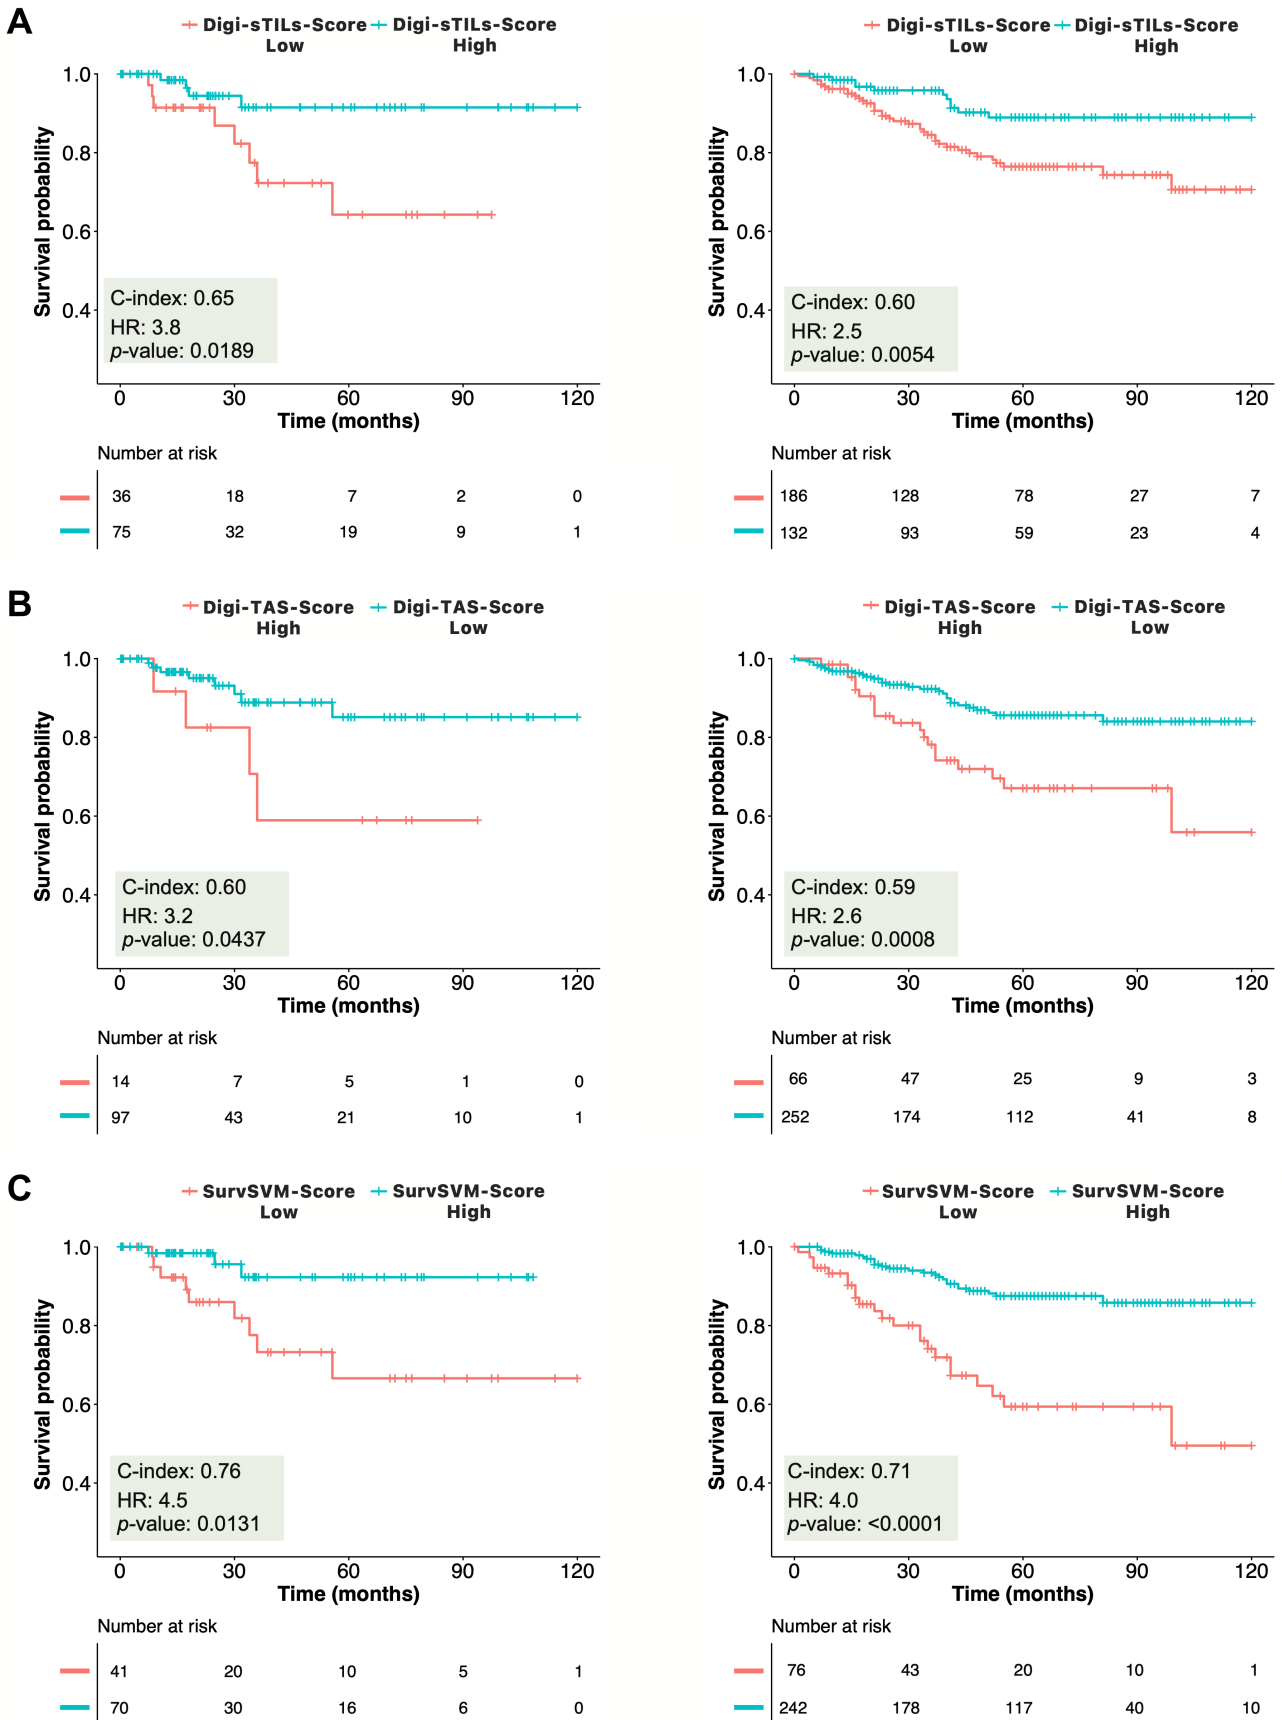 A
Digi-sTILs-Score Digi-sTILs-Score
Low High
1.0
0.8
0.6
0.4
Survival probability
C-index: 0.65
HR: 3.8
p-value: 0.0189
0 30 60 90 120
Time (months)
Number at risk
36 18 7 2 0
75 32 19 9 1
Digi-sTILs-Score Digi-sTILs-Score
Low High
1.0
0.8
0.6
0.4
Survival probability
C-index: 0.60
HR: 2.5
p-value: 0.0054
0 30 60 90 120
Time (months)
Number at risk
186 128 78 27 7
132 93 59 23 4
B
Digi-TAS-Score Digi-TAS-Score
High Low
1.0
0.8
0.6
0.4
Survival probability
C-index: 0.60
HR: 3.2
p-value: 0.0437
0 30 60 90 120
Time (months)
Number at risk
14 7 5 1 0
97 43 21 10 1
Digi-TAS-Score Digi-TAS-Score
High Low
1.0
0.8
0.6
0.4
Survival probability
C-index: 0.59
HR: 2.6
p-value: 0.0008
0 30 60 90 120
Time (months)
Number at risk
66 47 25 9 3
252 174 112 41 8
C
SurvSVM-Score SurvSVM-Score
Low High
1.0
0.8
0.6
0.4
Survival probability
C-index: 0.76
HR: 4.5
p-value: 0.0131
0 30 60 90 120
Time (months)
Number at risk
41 20 10 5 1
70 30 16 6 0
SurvSVM-Score SurvSVM-Score
Low High
1.0
0.8
0.6
0.4
Survival probability
C-index: 0.71
HR: 4.0
p-value: <0.0001
0 30 60 90 120
Time (months)
Number at risk
76 43 20 10 1
242 178 117 40 10